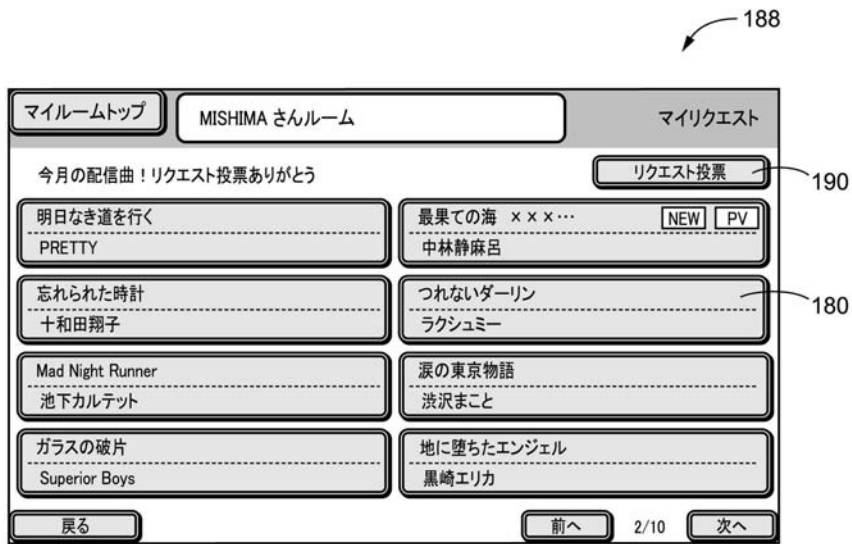 188
マイルームトップ
MISHIMA さんルーム
マイリクエスト
今月の配信曲！リクエスト投票ありがとう
リクエスト投票
190
明日なき道を行く
PRETTY
最果ての海 ×××…
NEW
PV
中林静麻呂
忘れられた時計
十和田翔子
つれないダーリン
ラクシュミー
180
Mad Night Runner
池下カルテット
涙の東京物語
渋沢まこと
ガラスの破片
Superior Boys
地に堕ちたエンジェル
黒崎エリカ
戻る
前へ
2/10
次へ